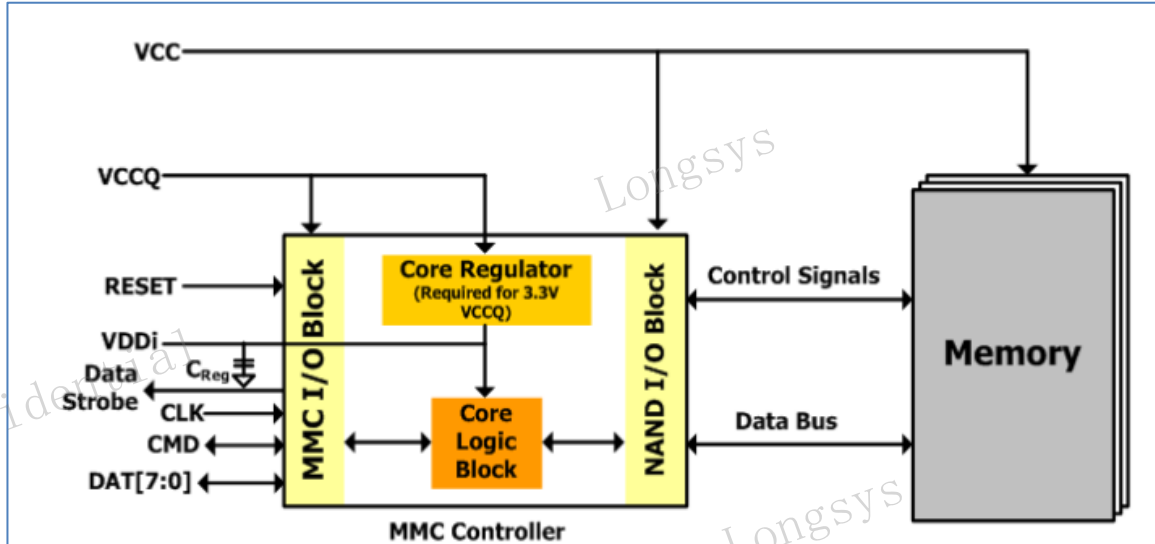 VCC
VCCQ
Longsys
RESET
VDDi
CReg
Data
Strobe
CLK
CMD
DAT[7:0]
MMC I/O Block
Core Regulator
(Required for 3.3V
VCCQ)
Core
Logic
Block
NAND I/O Block
MMC Controller
Control Signals
Data Bus
Memory
idential
Longsys